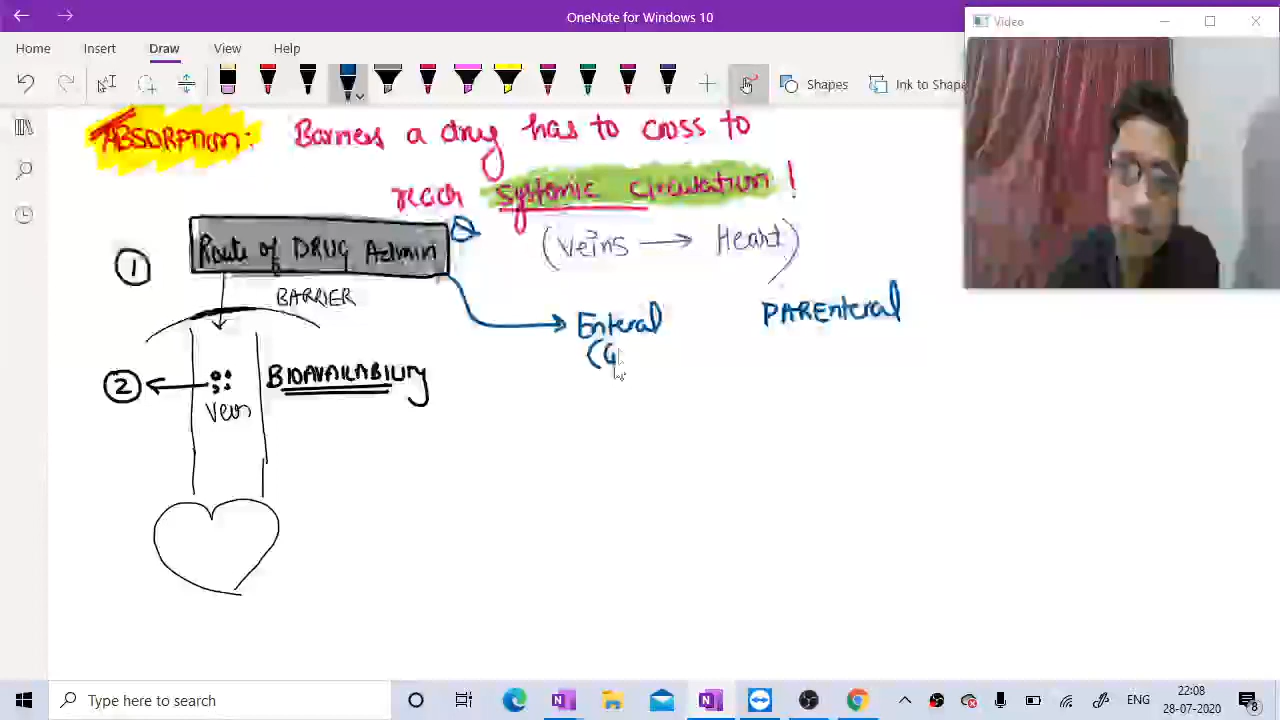 OneNote for Windows 10
Video
Home Insert Draw View Help
Shapes Ink to Shape
ABSORPTION: Barriers a drug has to cross to
reach systemic circulation !
(Veins → Heart)
① Route of DRUG Admin
BARRIER
Enteral PAREnteral
(G
② BIOAVAILABILITY
Vein
Type here to search
ENG
22:08
28-07-2020
8